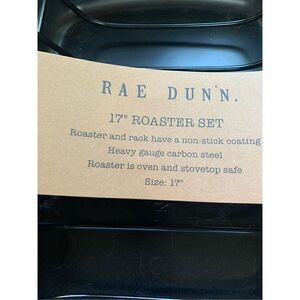 RAE DUN'N.
17" ROASTER SET
Roaster and rack have a non-stick coating
Heavy gauge carbon steel
Roaster is oven and stovetop safe
Size: 17"